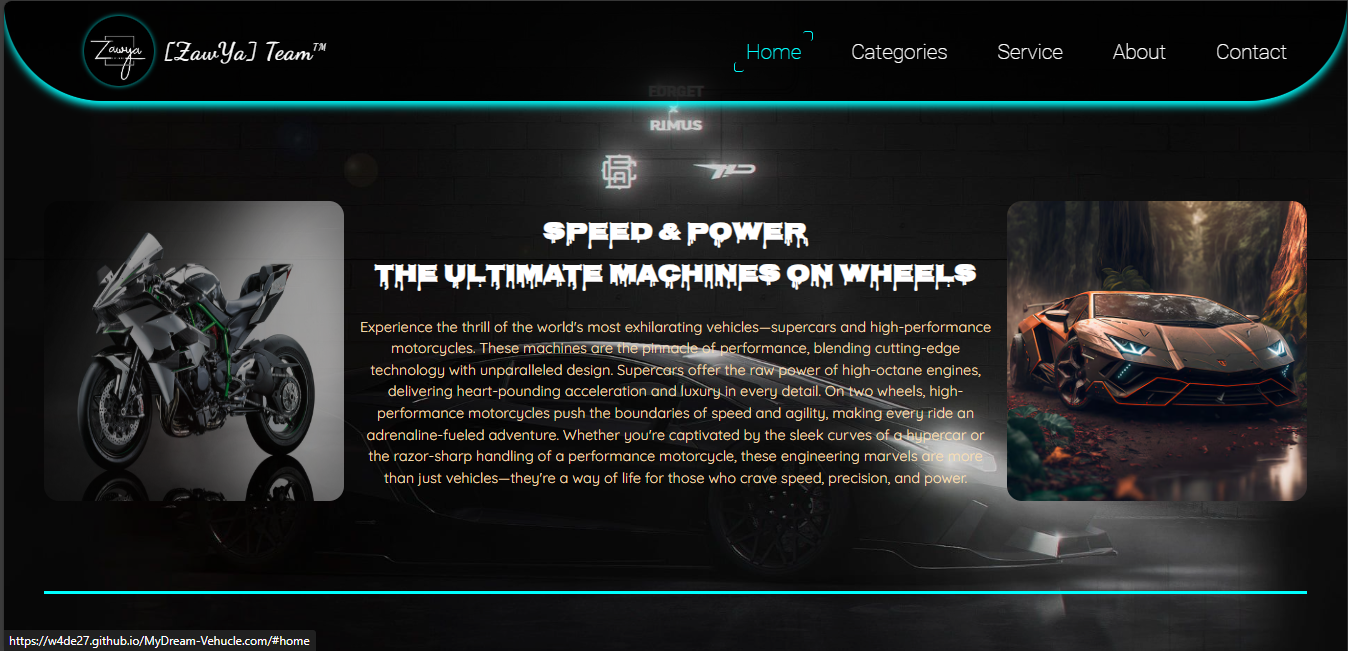 Zawya
[ZawYa] Team™
Home
Categories
Service
About
Contact
RIMUS
SPEED & POWER
THE ULTIMATE MACHINES ON WHEELS
Experience the thrill of the world's most exhilarating vehicles—supercars and high-performance
motorcycles. These machines are the pinnacle of performance, blending cutting-edge
technology with unparalleled design. Supercars offer the raw power of high-octane engines,
delivering heart-pounding acceleration and luxury in every detail. On two wheels, high-
performance motorcycles push the boundaries of speed and agility, making every ride an
adrenaline-fueled adventure. Whether you're captivated by the sleek curves of a hypercar or
the razor-sharp handling of a performance motorcycle, these engineering marvels are more
than just vehicles—they're a way of life for those who crave speed, precision, and power.
https://w4de27.github.io/MyDream-Vehucle.com/#home